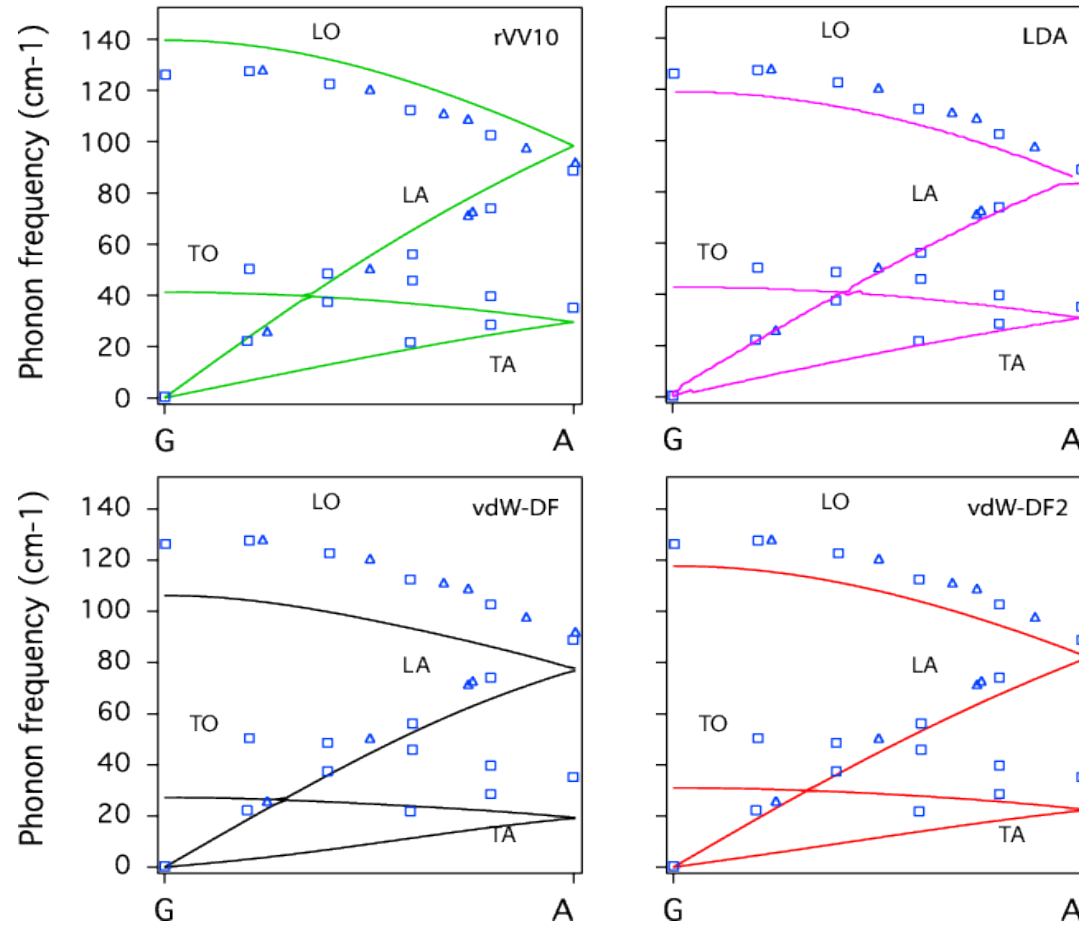 Phonon frequency (cm-1)
140
120
100
80
60
40
20
0
LO
rVV10
LA
TO
TA
G
A
LO
LDA
LA
TO
TA
G
A
Phonon frequency (cm-1)
140
120
100
80
60
40
20
0
LO
vdW-DF
LA
TO
TA
G
A
LO
vdW-DF2
LA
TO
TA
G
A